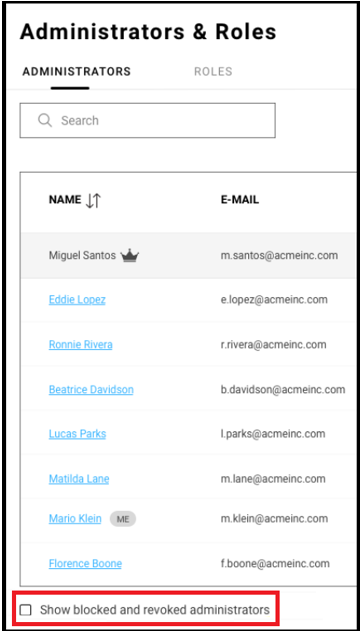 Administrators & Roles
ADMINISTRATORS ROLES
Search
NAME E-MAIL
Miguel Santos m.santos@acmeinc.com
Eddie Lopez e.lopez@acmeinc.com
Ronnie Rivera r.rivera@acmeinc.com
Beatrice Davidson b.davidson@acmeinc.com
Lucas Parks l.parks@acmeinc.com
Matilda Lane m.lane@acmeinc.com
Mario Klein ME m.klein@acmeinc.com
Florence Boone f.boone@acmeinc.com
Show blocked and revoked administrators